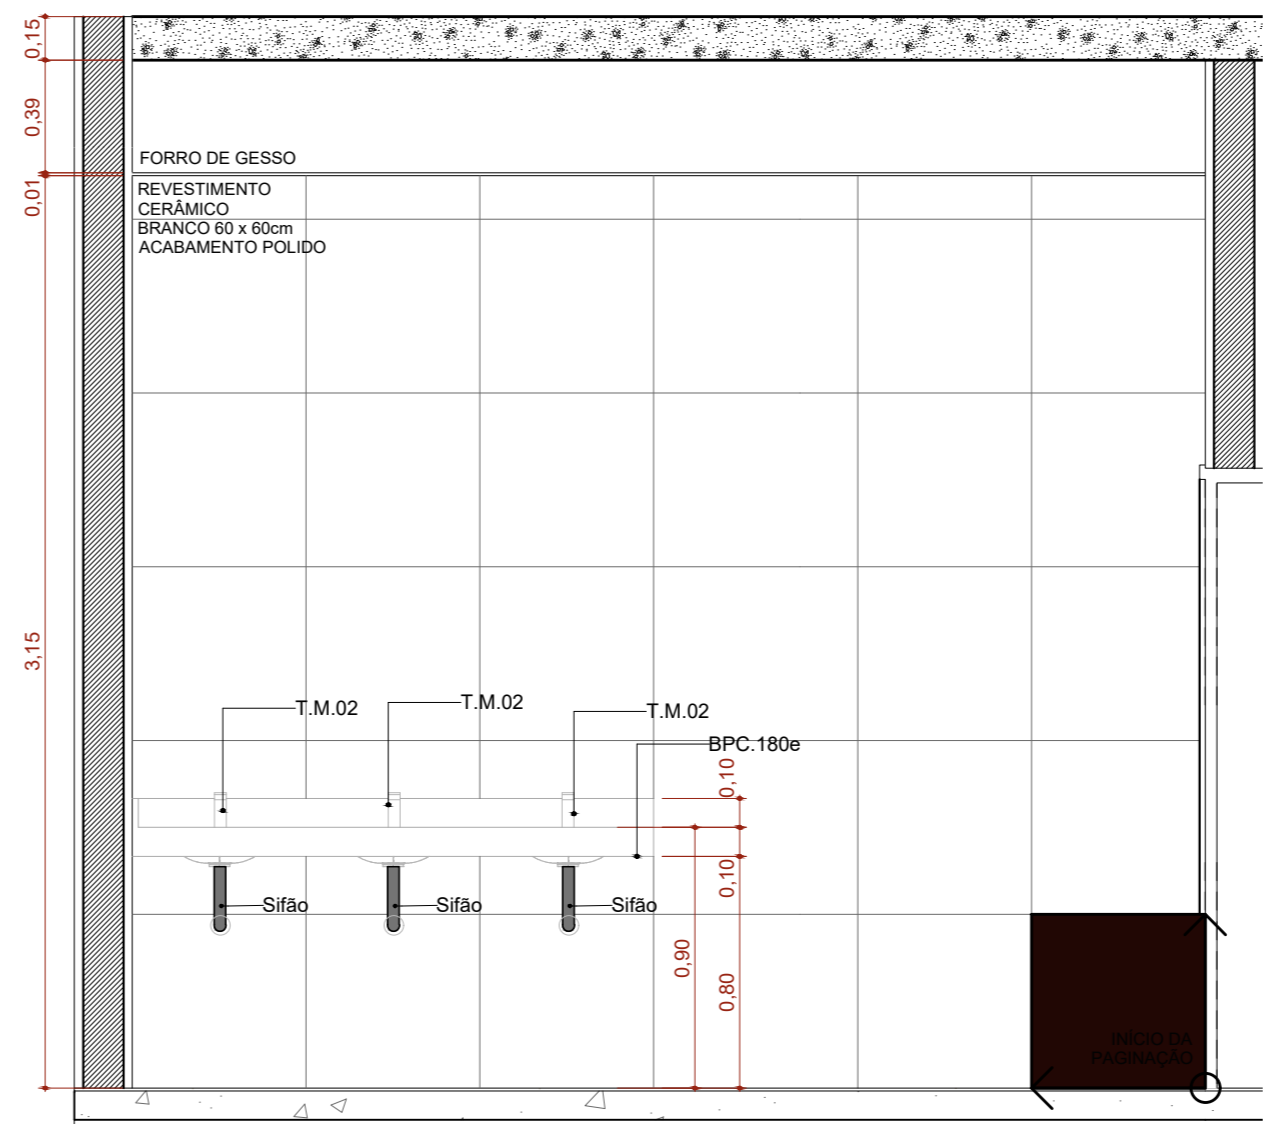 0,15
0,39
FORRO DE GESSO
0,01
REVESTIMENTO
CERÂMICO
BRANCO 60 x 60cm
ACABAMENTO POLIDO
3,15
T.M.02
T.M.02
T.M.02
BPC.180e
0,10
0,10
Sifão
Sifão
Sifão
0,90
0,80
INÍCIO DA
PAGINAÇÃO